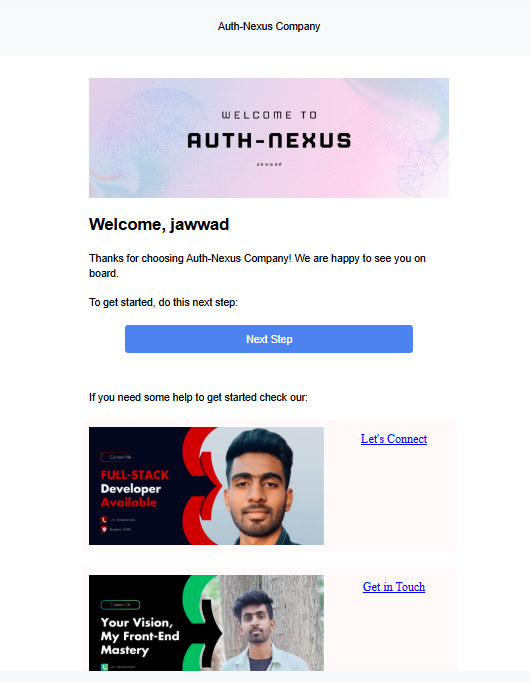 Auth-Nexus Company
WELCOME TO
AUTH-NEXUS
Jawwad
Welcome, jawwad
Thanks for choosing Auth-Nexus Company! We are happy to see you on
board.
To get started, do this next step:
Next Step
If you need some help to get started check our:
Contact Me
FULL-STACK
Developer
Available
Let's Connect
Contact Us
Your Vision,
My Front-End
Mastery
Get in Touch